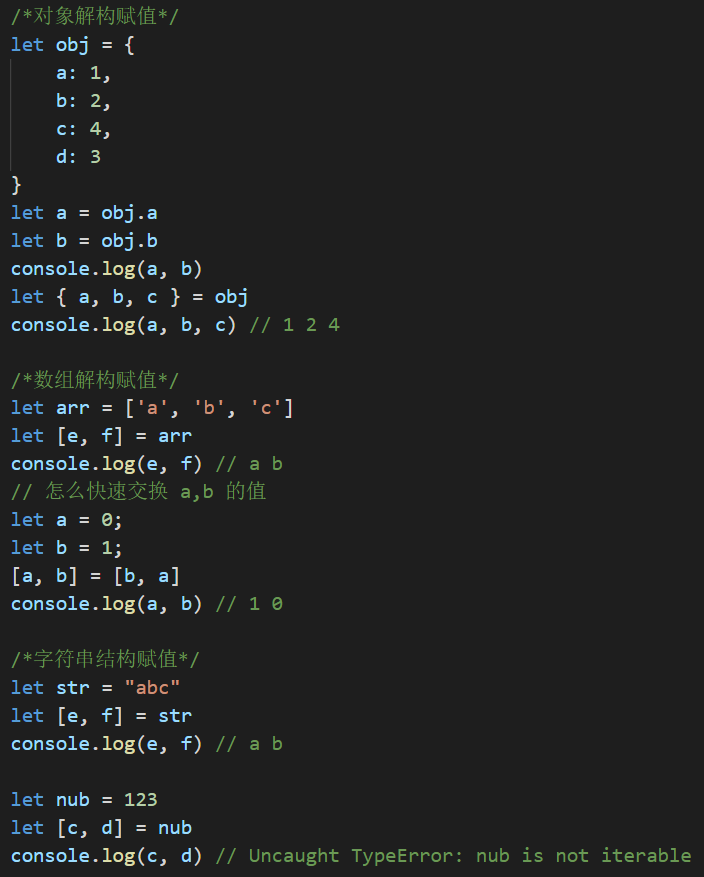 /*对象解构赋值*/
let obj = {
    a: 1,
    b: 2,
    c: 4,
    d: 3
}
let a = obj.a
let b = obj.b
console.log(a, b)
let { a, b, c } = obj
console.log(a, b, c) // 1 2 4

/*数组解构赋值*/
let arr = ['a', 'b', 'c']
let [e, f] = arr
console.log(e, f) // a b
// 怎么快速交换 a,b 的值
let a = 0;
let b = 1;
[a, b] = [b, a]
console.log(a, b) // 1 0

/*字符串结构赋值*/
let str = "abc"
let [e, f] = str
console.log(e, f) // a b

let nub = 123
let [c, d] = nub
console.log(c, d) // Uncaught TypeError: nub is not iterable